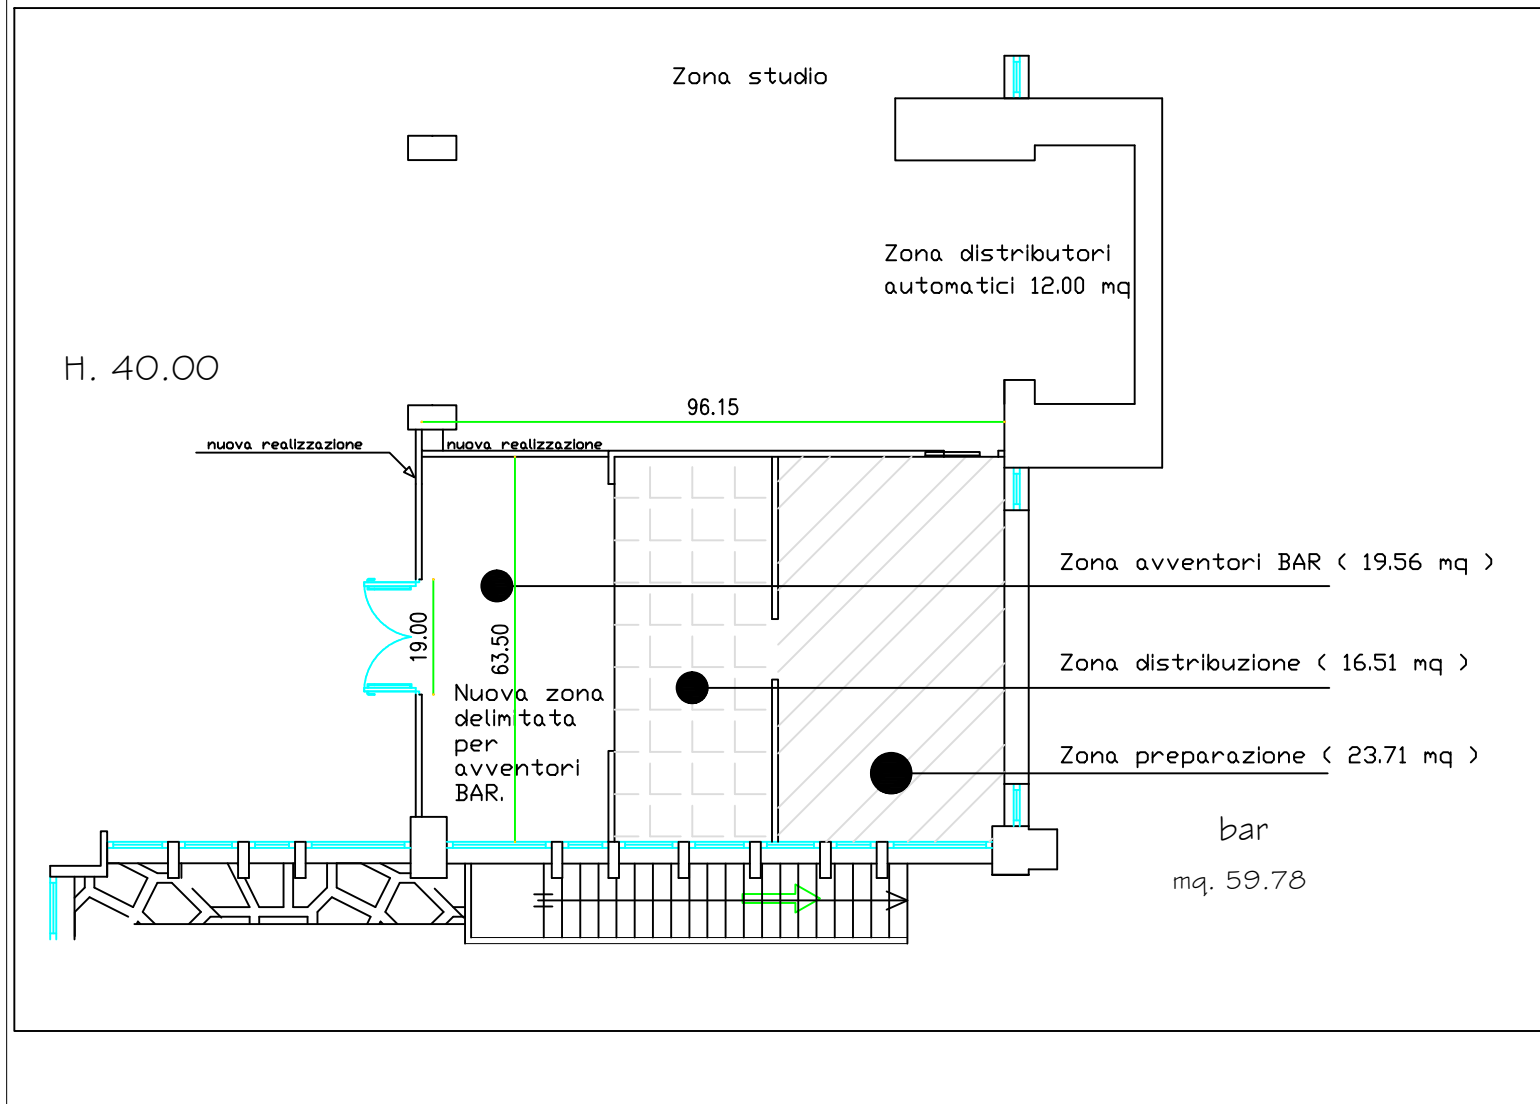 Zona studio
Zona distributori
automatici 12.00 mq
H. 40.00
96.15
nuova realizzazione
nuova realizzazione
Zona avventori BAR ( 19.56 mq )
19.00
63.50
Zona distribuzione ( 16.51 mq )
Nuova zona
delimitata
per
avventori
BAR.
Zona preparazione ( 23.71 mq )
bar
mq. 59.78